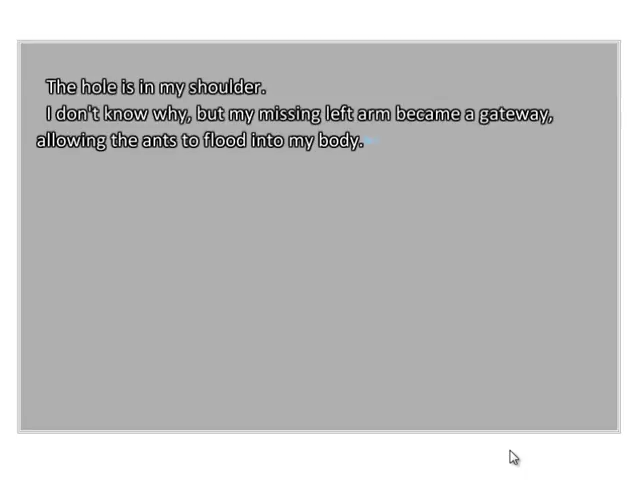 The hole is in my shoulder.
I don't know why, but my missing left arm became a gateway,
allowing the ants to flood into my body.